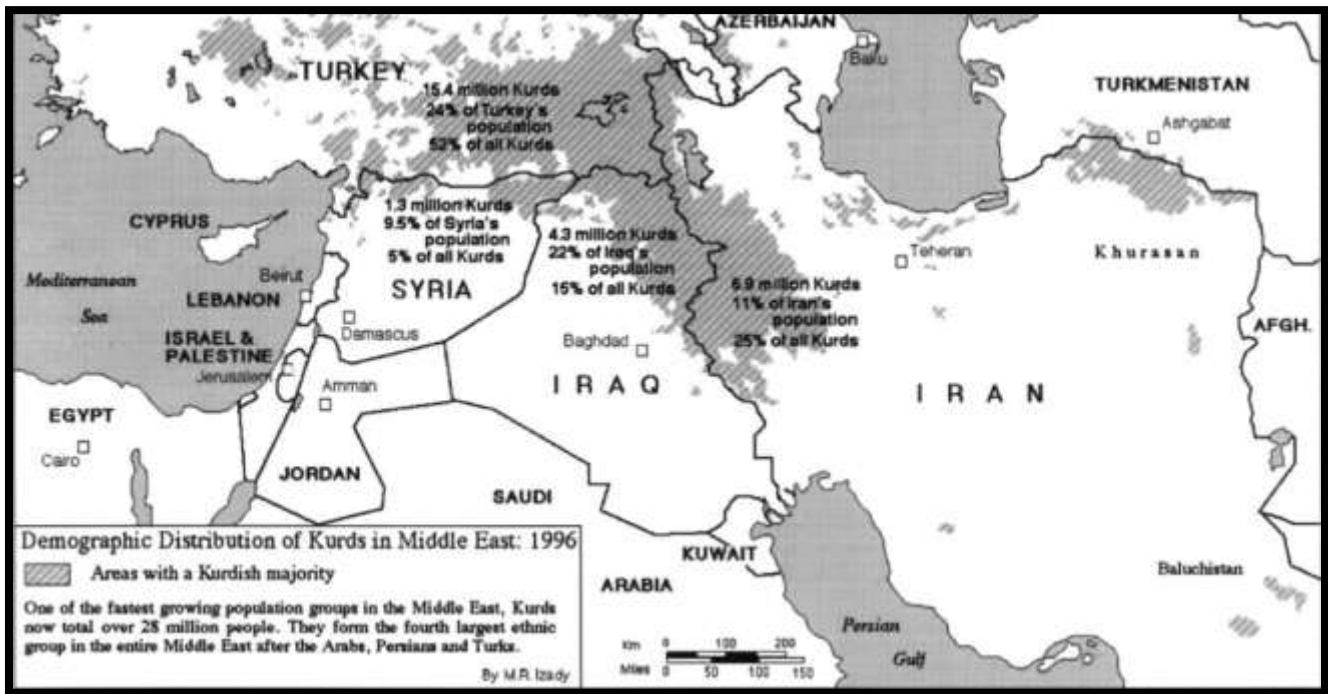 AZERBAIJAN
Baku
TURKEY
TURKMENISTAN
Ashgabat
15.4 million Kurds
24% of Turkey's
population
52% of all Kurds
CYPRUS
1.3 million Kurds
9.5% of Syria's
population
5% of all Kurds
4.3 million Kurds
22% of Iraq's
population
15% of all Kurds
Teheran
Khurasan
Mediterranean
Sea
Beirut
LEBANON
SYRIA
6.9 million Kurds
11% of Iran's
population
25% of all Kurds
Damascus
ISRAEL &
PALESTINE
Jerusalem
Baghdad
AFGH.
Amman
IRAQ
IRAN
EGYPT
Cairo
JORDAN
SAUDI
ARABIA
KUWAIT
Baluchistan
Persian
Gulf
Demographic Distribution of Kurds in Middle East: 1996
Areas with a Kurdish majority
One of the fastest growing population groups in the Middle East, Kurds
now total over 28 million people. They form the fourth largest ethnic
group in the entire Middle East after the Arabs, Persians and Turks.
By M.R. Izady
Km 0 100 200
Miles 0 50 100 150